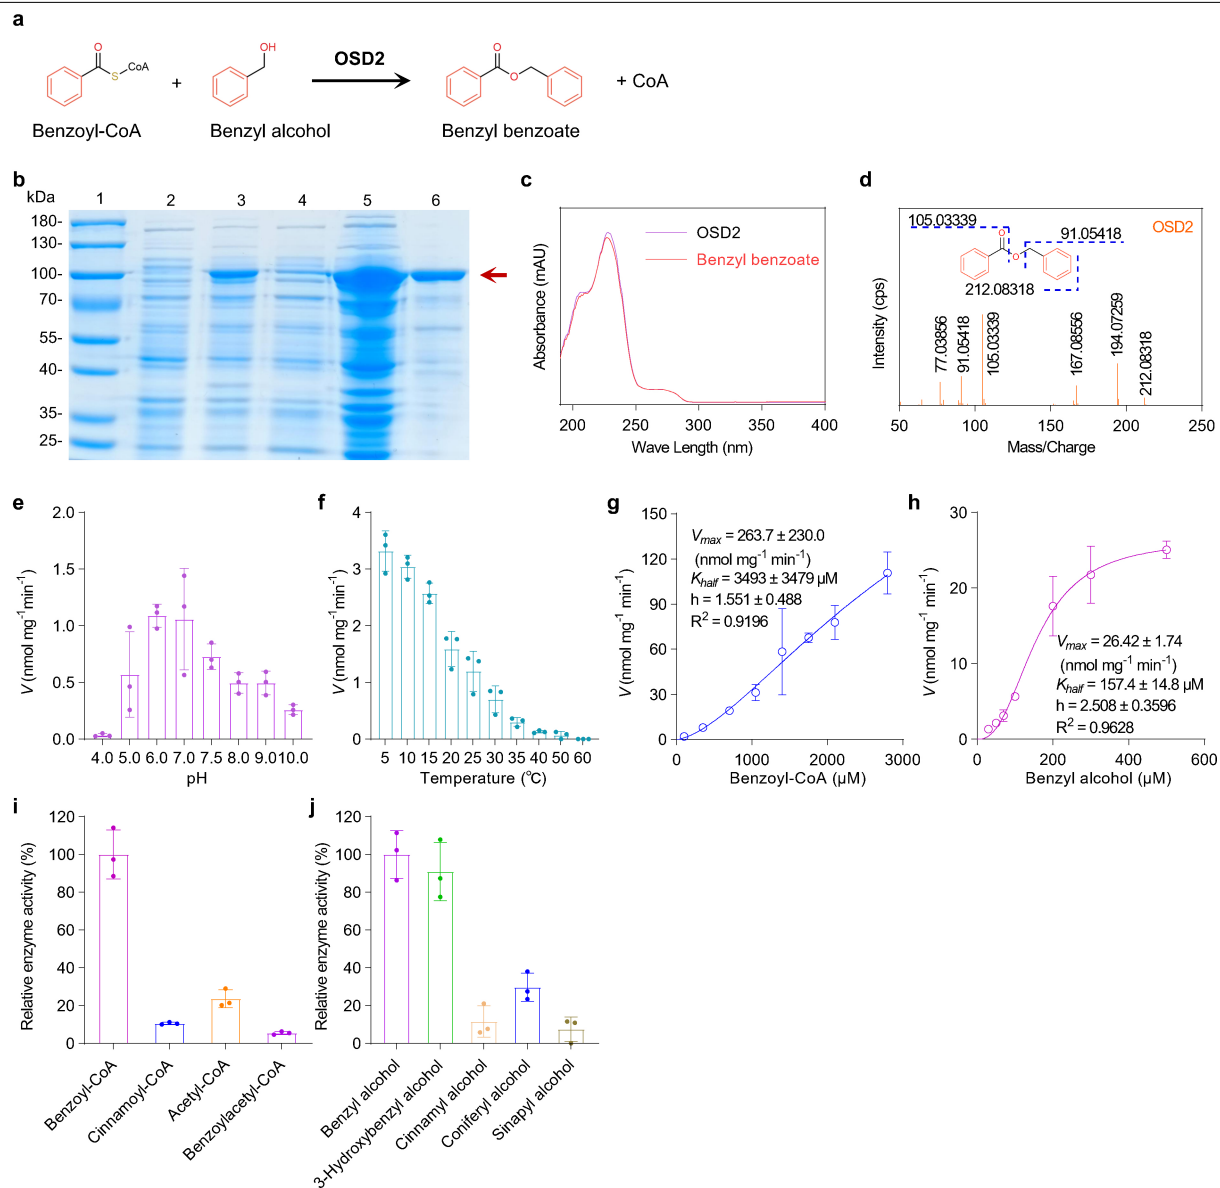 a
O
S
CoA
+
OH
OSD2
O
O
+ CoA
Benzoyl-CoA
Benzyl alcohol
Benzyl benzoate
b
kDa
1 2 3 4 5 6
180-
130-
100-
70-
55-
40-
35-
25-
c
Absorbance (mAU)
OSD2
Benzyl benzoate
200 250 300 350 400
Wave Length (nm)
d
Intensity (cps)
OSD2
105.03339
91.05418
O
O
212.08318
77.03856
91.05418
105.03339
167.08556
194.07259
212.08318
50 100 150 200 250
Mass/Charge
e
V (nmol mg-1min-1)
2.0
1.5
1.0
0.5
0.0
4.0 5.0 6.0 7.0 7.5 8.0 9.0 10.0
pH
f
V (nmol mg-1min-1)
4
3
2
1
0
5 10 15 20 25 30 35 40 50 60
Temperature (℃)
g
V (nmol mg-1 min-1)
150
120
90
60
30
0
Vmax = 263.7 ± 230.0
(nmol mg-1 min-1)
Khalf = 3493 ± 3479 µM
h = 1.551 ± 0.488
R2 = 0.9196
0 1000 2000 3000
Benzoyl-CoA (µM)
h
V (nmol mg-1 min-1)
30
20
10
0
Vmax = 26.42 ± 1.74
(nmol mg-1 min-1)
Khalf = 157.4 ± 14.8 µM
h = 2.508 ± 0.3596
R2 = 0.9628
0 200 400 600
Benzyl alcohol (µM)
i
Relative enzyme activity (%)
120
100
80
60
40
20
0
Benzoyl-CoA
Cinnamoyl-CoA
Acetyl-CoA
Benzoylacetyl-CoA
j
Relative enzyme activity (%)
120
100
80
60
40
20
0
Benzyl alcohol
3-Hydroxybenzyl alcohol
Cinnamyl alcohol
Coniferyl alcohol
Sinapyl alcohol